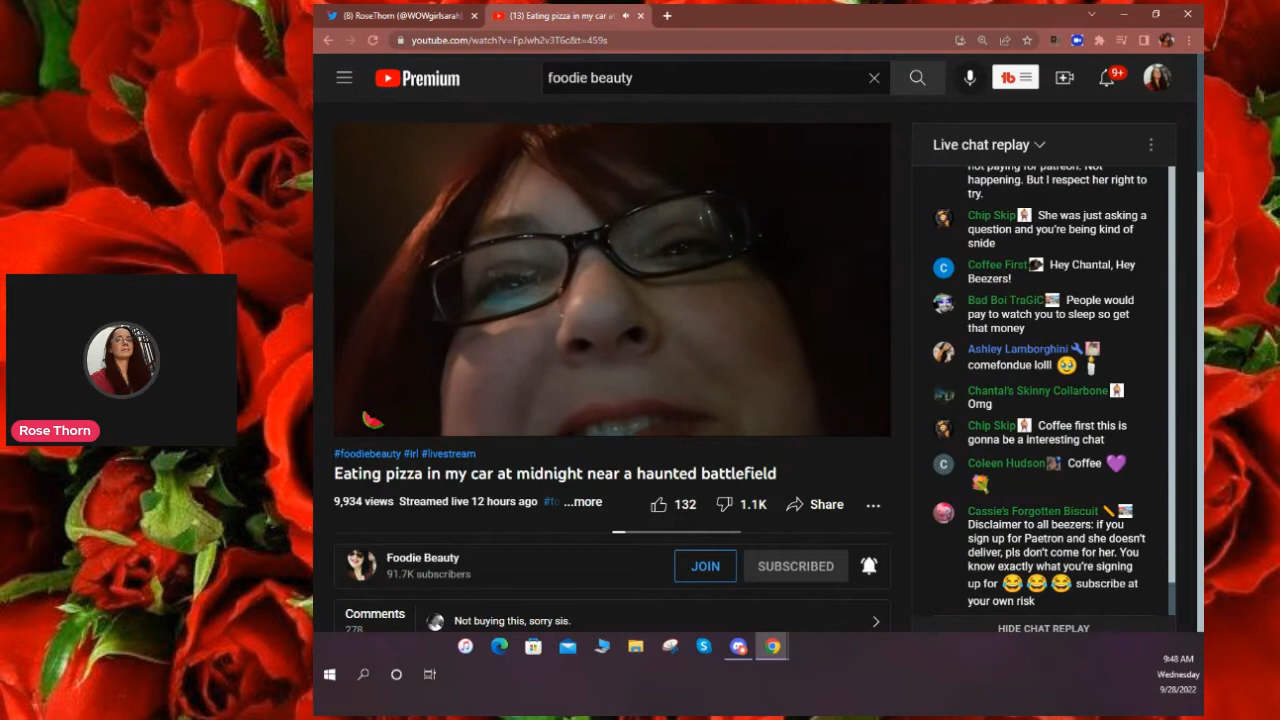 (8) RoseThorn (@WOWgirlsarah
(13) Eating pizza in my car at
youtube.com/watch?v=FpJwh2v3T6c&t=459s
Premium
foodie beauty
9+
Live chat replay
not paying for patreon. Not
happening. But I respect her right to
try.
Chip Skip She was just asking a
question and you're being kind of
snide
Coffee First Hey Chantal, Hey
Beezers!
Bad Boi TraGiC People would
pay to watch you to sleep so get
that money
Ashley Lamborghini
comefondue lolll
Chantal's Skinny Collarbone
Omg
Chip Skip Coffee first this is
gonna be a interesting chat
Coleen Hudson Coffee
Cassie's Forgotten Biscuit
Disclaimer to all beezers: if you
sign up for Paetron and she doesn't
deliver, pls don't come for her. You
know exactly what you're signing
up for 😂 😂 😂 subscribe at
your own risk
HIDE CHAT REPLAY
#foodiebeauty #irl #livestream
Eating pizza in my car at midnight near a haunted battlefield
9,934 views Streamed live 12 hours ago #fo ...more
132 1.1K Share
Foodie Beauty
91.7K subscribers
JOIN
SUBSCRIBED
Comments
278
Not buying this, sorry sis.
Rose Thorn
9:48 AM
Wednesday
9/28/2022